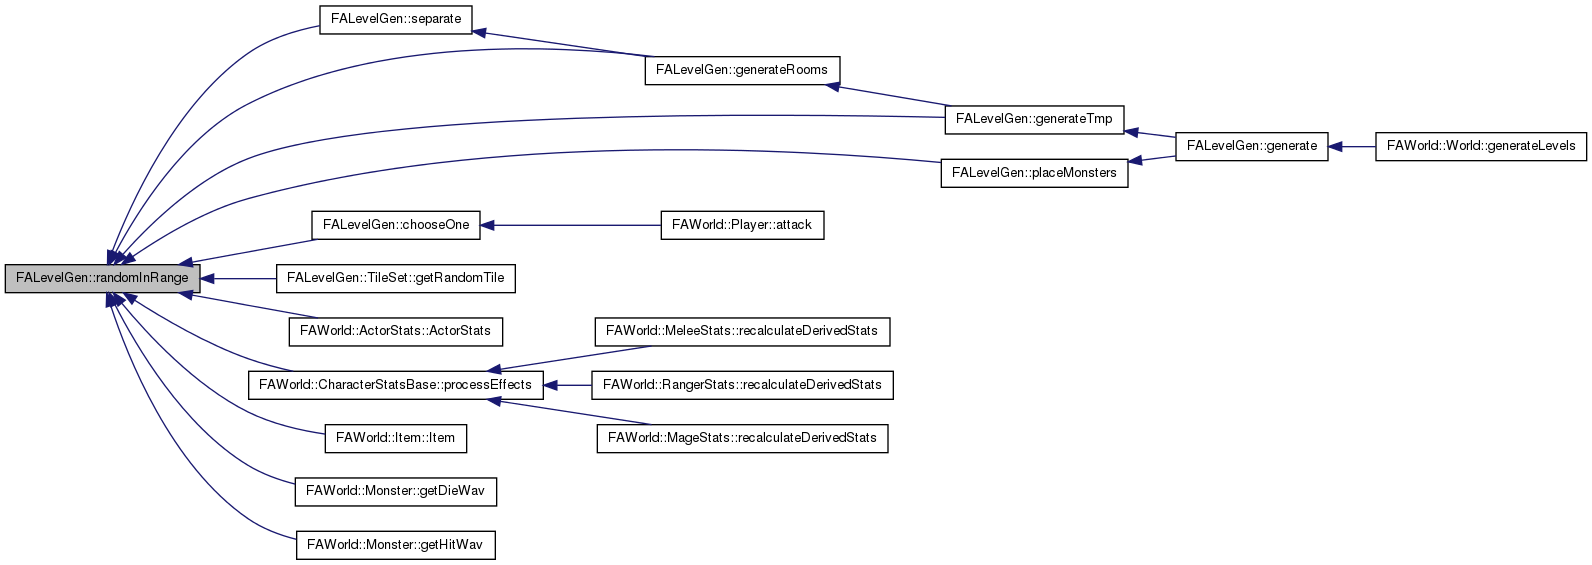 FALevelGen::separate
FALevelGen::generateRooms
FALevelGen::generateTmp
FALevelGen::generate
FAWorld::World::generateLevels
FALevelGen::placeMonsters
FALevelGen::chooseOne
FAWorld::Player::attack
FALevelGen::randomInRange
FALevelGen::TileSet::getRandomTile
FAWorld::ActorStats::ActorStats
FAWorld::MeleeStats::recalculateDerivedStats
FAWorld::CharacterStatsBase::processEffects
FAWorld::RangerStats::recalculateDerivedStats
FAWorld::Item::Item
FAWorld::MageStats::recalculateDerivedStats
FAWorld::Monster::getDieWav
FAWorld::Monster::getHitWav